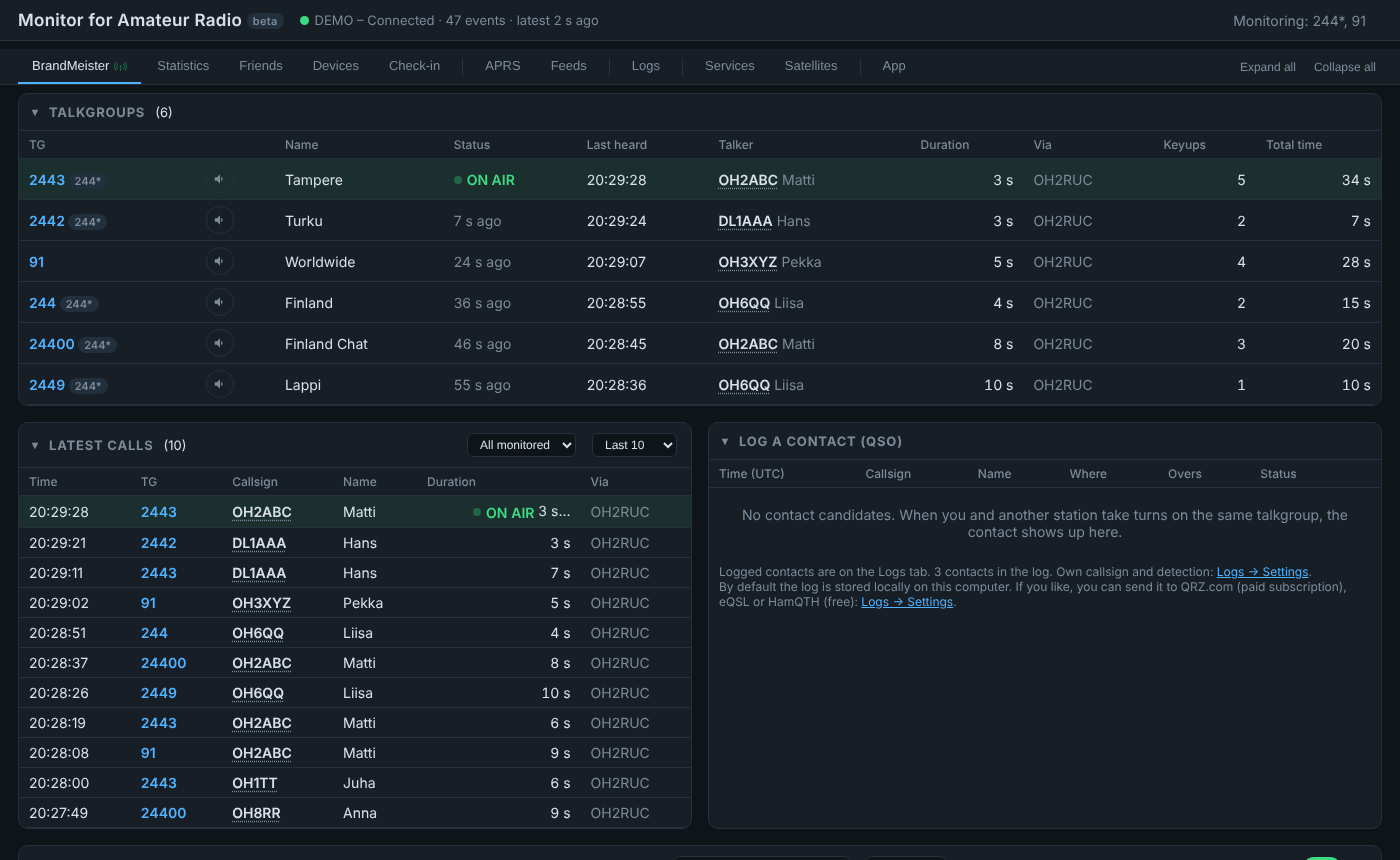 Monitor for Amateur Radio beta DEMO – Connected · 47 events · latest 2 s ago Monitoring: 244*, 91
BrandMeister Statistics Friends Devices Check-in APRS Feeds Logs Services Satellites App Expand all Collapse all
▼ TALKGROUPS (6)
TG Name Status Last heard Talker Duration Via Keyups Total time
2443 244* Tampere ON AIR 20:29:28 OH2ABC Matti 3 s OH2RUC 5 34 s
2442 244* Turku 7 s ago 20:29:24 DL1AAA Hans 3 s OH2RUC 2 7 s
91 Worldwide 24 s ago 20:29:07 OH3XYZ Pekka 5 s OH2RUC 4 28 s
244 244* Finland 36 s ago 20:28:55 OH6QQ Liisa 4 s OH2RUC 2 15 s
24400 244* Finland Chat 46 s ago 20:28:45 OH2ABC Matti 8 s OH2RUC 3 20 s
2449 244* Lappi 55 s ago 20:28:36 OH6QQ Liisa 10 s OH2RUC 1 10 s
▼ LATEST CALLS (10) All monitored Last 10
Time TG Callsign Name Duration Via
20:29:28 2443 OH2ABC Matti ON AIR 3 s... OH2RUC
20:29:21 2442 DL1AAA Hans 3 s OH2RUC
20:29:11 2443 DL1AAA Hans 7 s OH2RUC
20:29:02 91 OH3XYZ Pekka 5 s OH2RUC
20:28:51 244 OH6QQ Liisa 4 s OH2RUC
20:28:37 24400 OH2ABC Matti 8 s OH2RUC
20:28:26 2449 OH6QQ Liisa 10 s OH2RUC
20:28:19 2443 OH2ABC Matti 6 s OH2RUC
20:28:08 91 OH2ABC Matti 9 s OH2RUC
20:28:00 2443 OH1TT Juha 6 s OH2RUC
20:27:49 24400 OH8RR Anna 9 s OH2RUC
▼ LOG A CONTACT (QSO)
Time (UTC) Callsign Name Where Overs Status
No contact candidates. When you and another station take turns on the same talkgroup, the
contact shows up here.
Logged contacts are on the Logs tab. 3 contacts in the log. Own callsign and detection: Logs → Settings.
By default the log is stored locally on this computer. If you like, you can send it to QRZ.com (paid subscription),
eQSL or HamQTH (free): Logs → Settings.